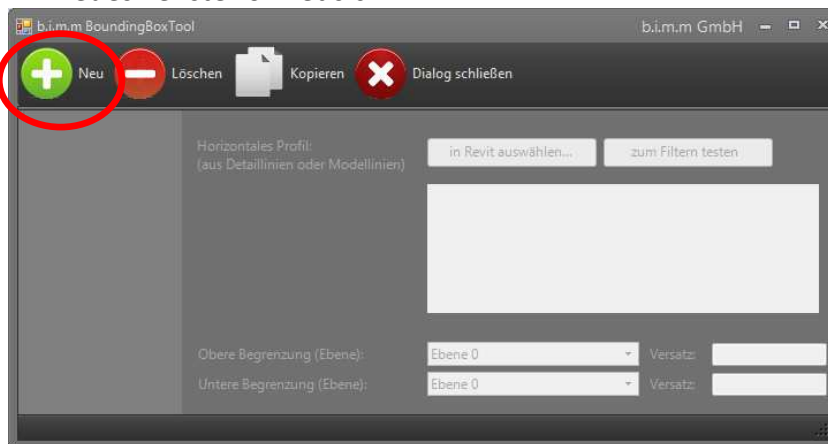 b.i.m.m BoundingBoxTool b.i.m.m GmbH
Neu Löschen Kopieren Dialog schließen
Horizontales Profil: in Revit auswählen... zum Filtern testen
(aus Detaillinien oder Modellinien)
Obere Begrenzung (Ebene): Ebene 0 Versatz:
Untere Begrenzung (Ebene): Ebene 0 Versatz: